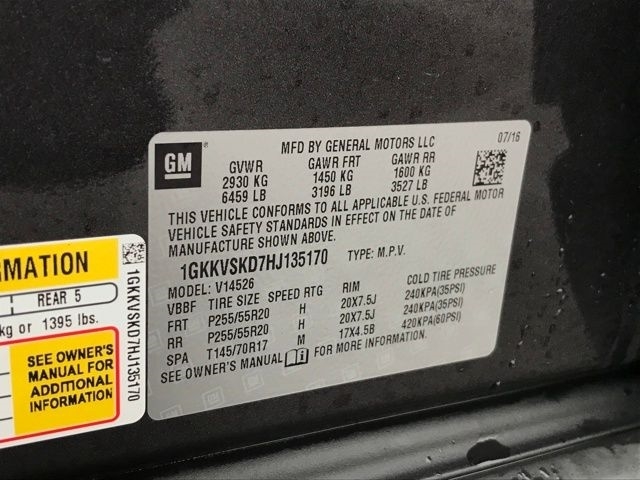 GM
MFD BY GENERAL MOTORS LLC
07/16
GVWR GAWR FRT GAWR RR
2930 KG 1450 KG 1600 KG
6459 LB 3196 LB 3527 LB
THIS VEHICLE CONFORMS TO ALL APPLICABLE U.S. FEDERAL MOTOR
VEHICLE SAFETY STANDARDS IN EFFECT ON THE DATE OF
MANUFACTURE SHOWN ABOVE.
1GKKVSKD7HJ135170 TYPE: M.P.V.
MODEL: V14526
VBBF TIRE SIZE SPEED RTG RIM COLD TIRE PRESSURE
FRT P255/55R20 H 20X7.5J 240KPA(35PSI)
RR P255/55R20 H 20X7.5J 240KPA(35PSI)
SPA T145/70R17 M 17X4.5B 420KPA(60PSI)
SEE OWNER'S MANUAL FOR MORE INFORMATION.
RMATION
REAR 5
kg or 1395 lbs.
SEE OWNER'S
MANUAL FOR
ADDITIONAL
INFORMATION
1GKKVSKD7HJ135170